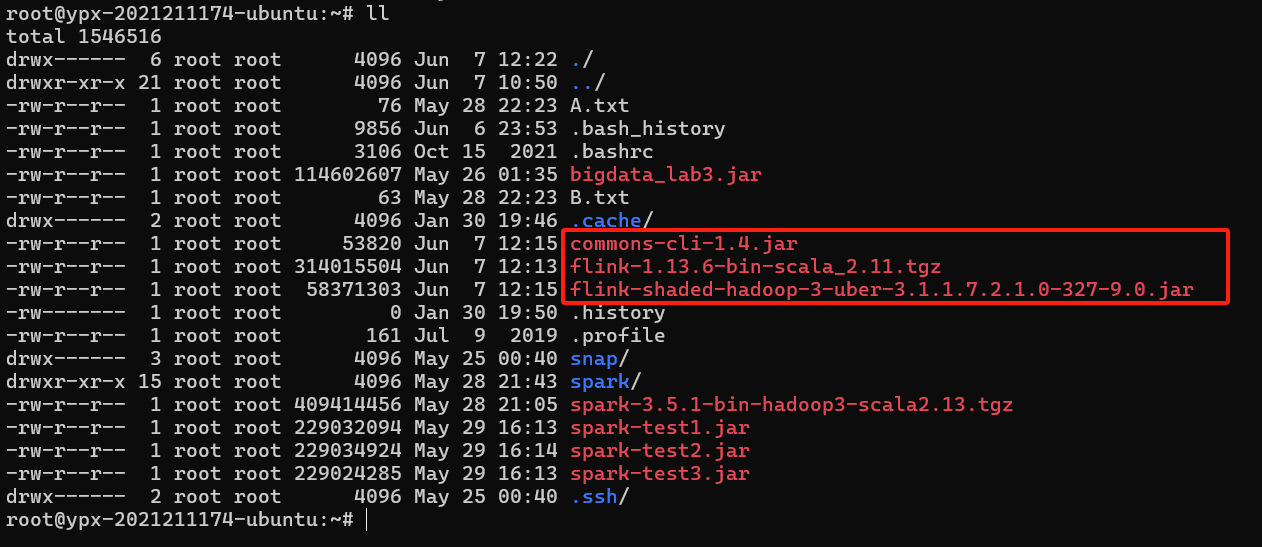 root@ypx-2021211174-ubuntu:~# ll
total 1546516
drwx------  6 root root      4096 Jun  7 12:22 ./
drwxr-xr-x 21 root root      4096 Jun  7 10:50 ../
-rw-r--r--  1 root root        76 May 28 22:23 A.txt
-rw-r--r--  1 root root      9856 Jun  6 23:53 .bash_history
-rw-r--r--  1 root root      3106 Oct 15  2021 .bashrc
-rw-r--r--  1 root root 114602607 May 26 01:35 bigdata_lab3.jar
-rw-r--r--  1 root root        63 May 28 22:23 B.txt
drwx------  2 root root      4096 Jan 30 19:46 .cache/
-rw-r--r--  1 root root     53820 Jun  7 12:15 commons-cli-1.4.jar
-rw-r--r--  1 root root 314015504 Jun  7 12:13 flink-1.13.6-bin-scala_2.11.tgz
-rw-r--r--  1 root root  58371303 Jun  7 12:15 flink-shaded-hadoop-3-uber-3.1.1.7.2.1.0-327-9.0.jar
-rw-------  1 root root         0 Jan 30 19:50 .history
-rw-r--r--  1 root root       161 Jul  9  2019 .profile
drwx------  3 root root      4096 May 25 00:40 snap/
drwxr-xr-x 15 root root      4096 May 28 21:43 spark/
-rw-r--r--  1 root root 409414456 May 28 21:05 spark-3.5.1-bin-hadoop3-scala2.13.tgz
-rw-r--r--  1 root root 229032094 May 29 16:13 spark-test1.jar
-rw-r--r--  1 root root 229034924 May 29 16:14 spark-test2.jar
-rw-r--r--  1 root root 229024285 May 29 16:13 spark-test3.jar
drwx------  2 root root      4096 May 25 00:40 .ssh/
root@ypx-2021211174-ubuntu:~#